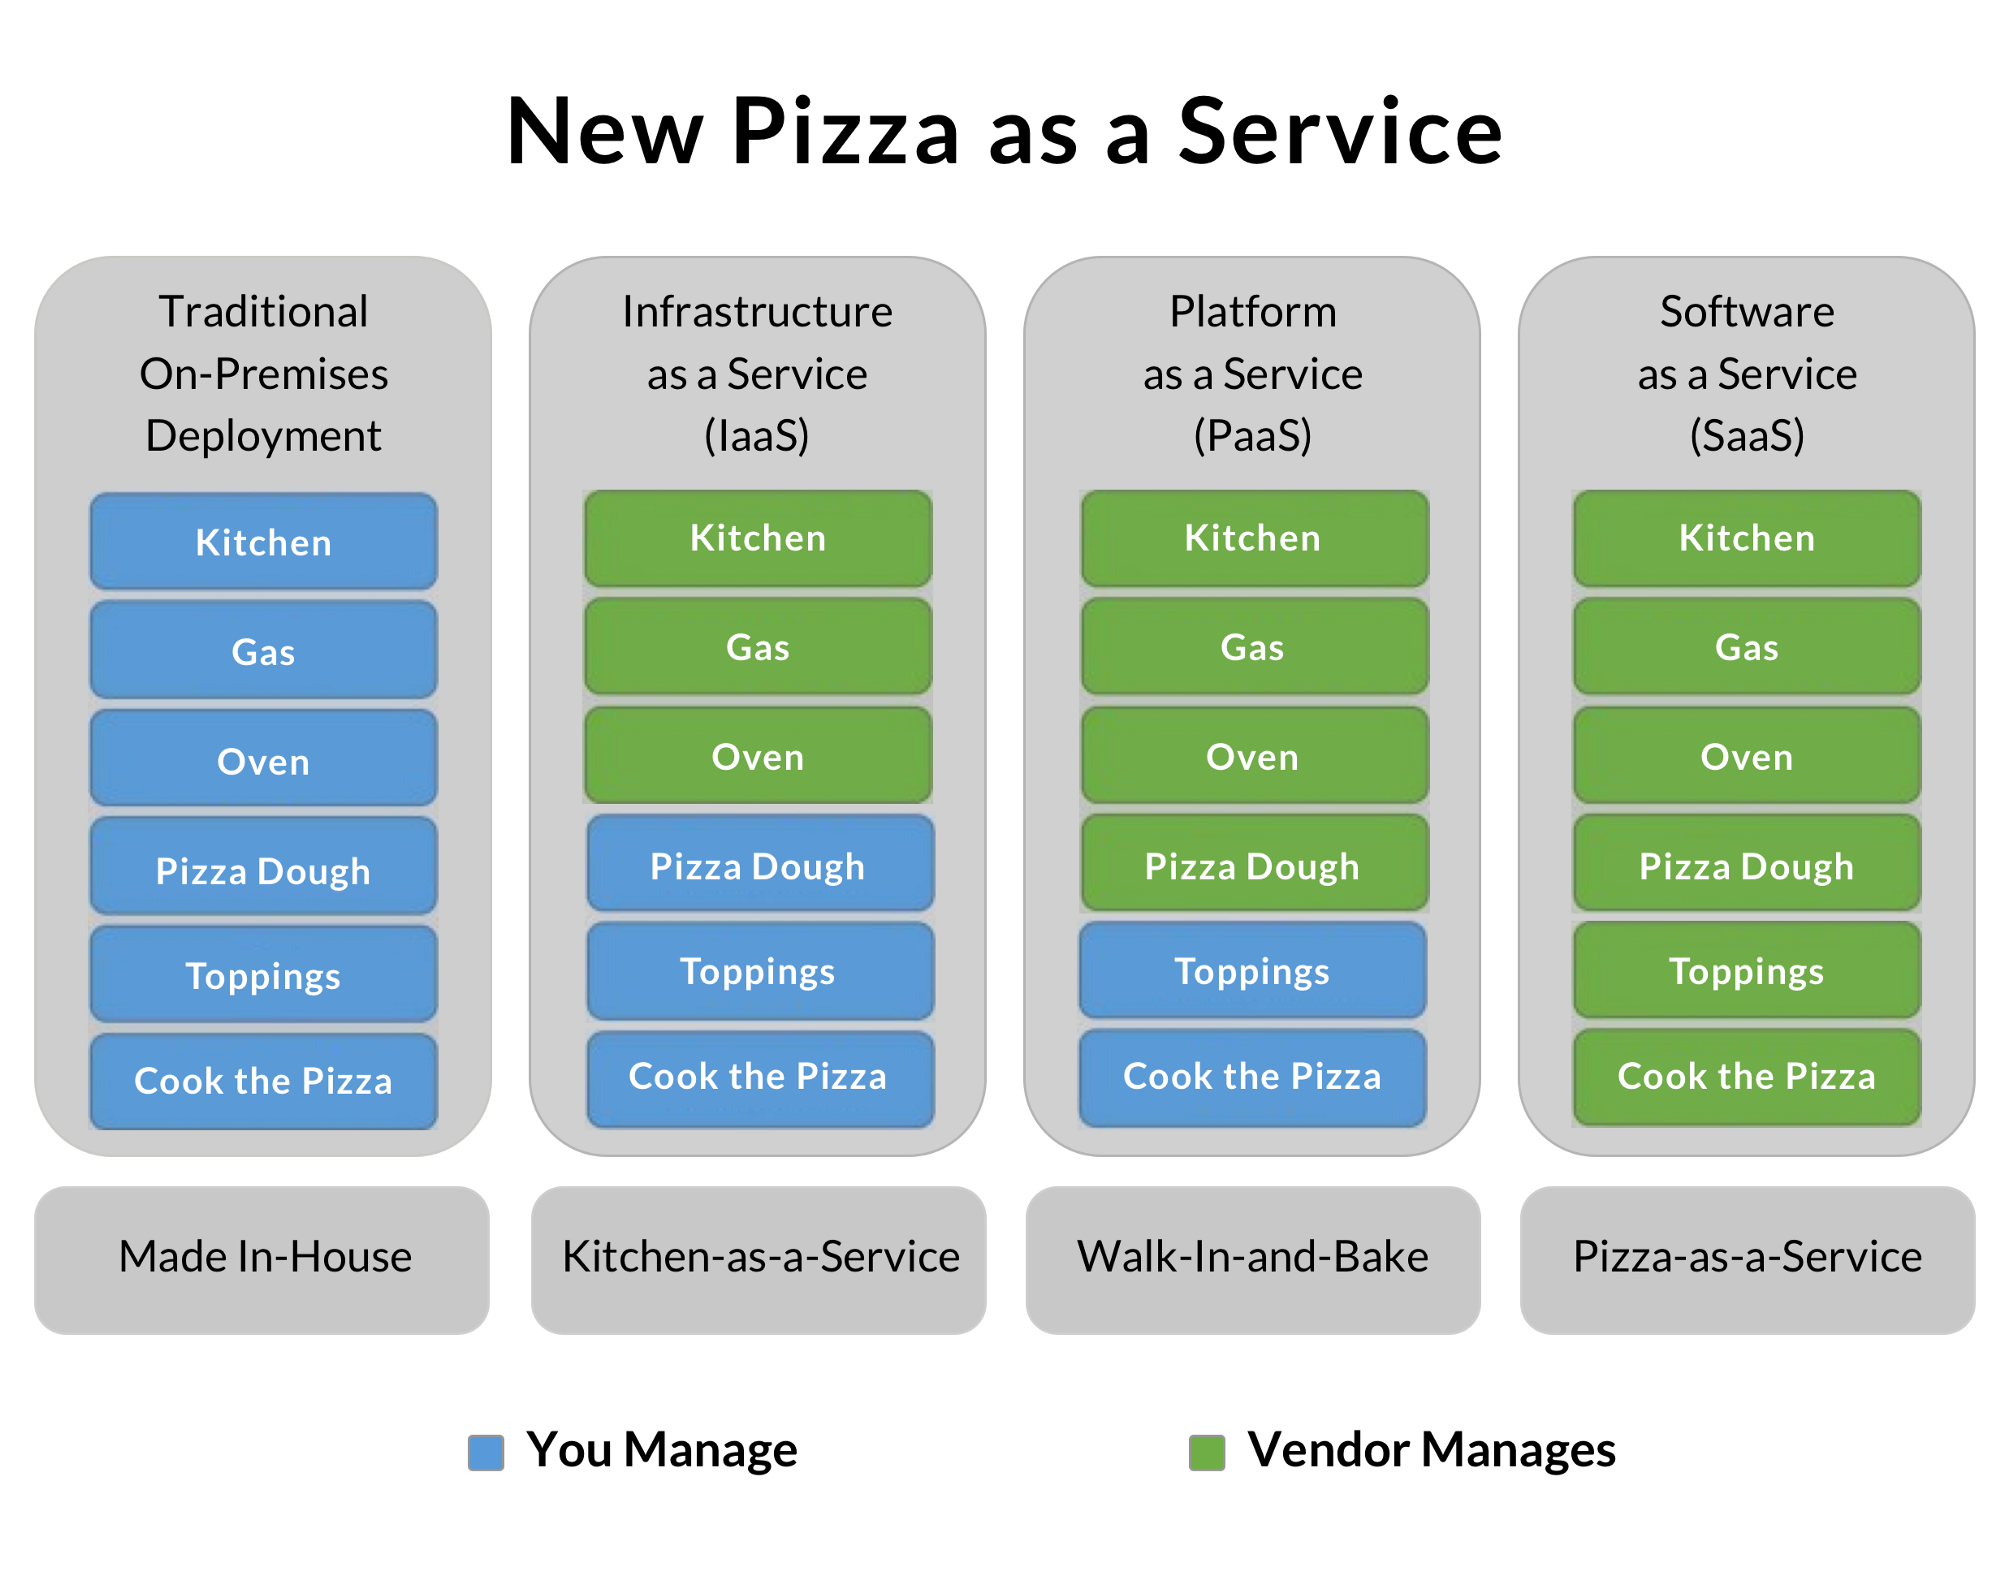 New Pizza as a Service
Traditional
On-Premises
Deployment
Kitchen
Gas
Oven
Pizza Dough
Toppings
Cook the Pizza
Made In-House
Infrastructure
as a Service
(IaaS)
Kitchen
Gas
Oven
Pizza Dough
Toppings
Cook the Pizza
Kitchen-as-a-Service
Platform
as a Service
(PaaS)
Kitchen
Gas
Oven
Pizza Dough
Toppings
Cook the Pizza
Walk-In-and-Bake
Software
as a Service
(SaaS)
Kitchen
Gas
Oven
Pizza Dough
Toppings
Cook the Pizza
Pizza-as-a-Service
You Manage
Vendor Manages